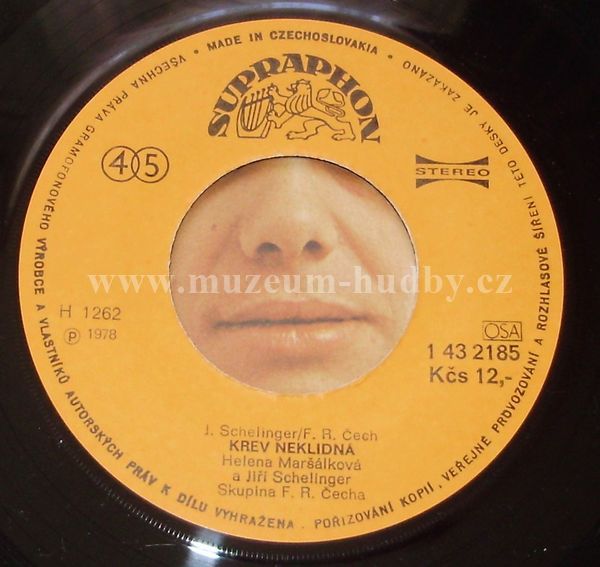 VŠECHNA PRÁVA GRAMOFONOVÉHO VÝROBCE A VLASTNÍKŮ AUTORSKÝCH PRÁV K DÍLU VYHRAŽENA . POŘIZOVÁNÍ KOPIÍ, VEŘEJNÉ PROVOZOVÁNÍ A ROZHLASOVÉ ŠÍŘENÍ TÉTO DESKY JE ZAKÁZÁNO • MADE IN CZECHOSLOVAKIA •
SUPRAPHON
45
STEREO
www.muzeum-hudby.cz
H 1262
Ⓟ 1978
OSA
1 43 2185
Kčs 12,-
J. Schelinger/F. R. Čech
KREV NEKLIDNÁ
Helena Maršálková
a Jiří Schelinger
Skupina F. R. Čecha